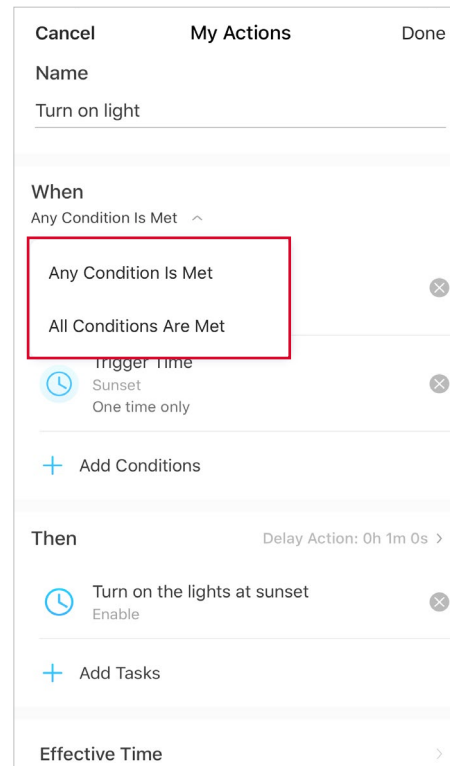 Cancel My Actions Done
Name
Turn on light
When
Any Condition Is Met
Any Condition Is Met
All Conditions Are Met
Trigger Time
Sunset
One time only
Add Conditions
Then Delay Action: 0h 1m 0s
Turn on the lights at sunset
Enable
Add Tasks
Effective Time